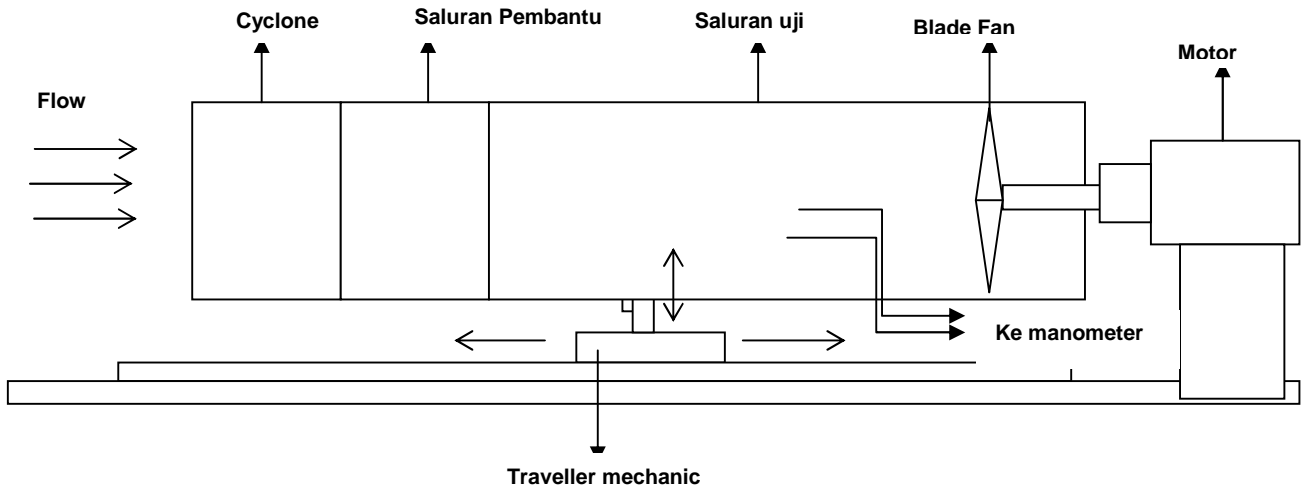 Cyclone
Saluran Pembantu
Saluran uji
Blade Fan
Motor
Flow
Ke manometer
Traveller mechanic